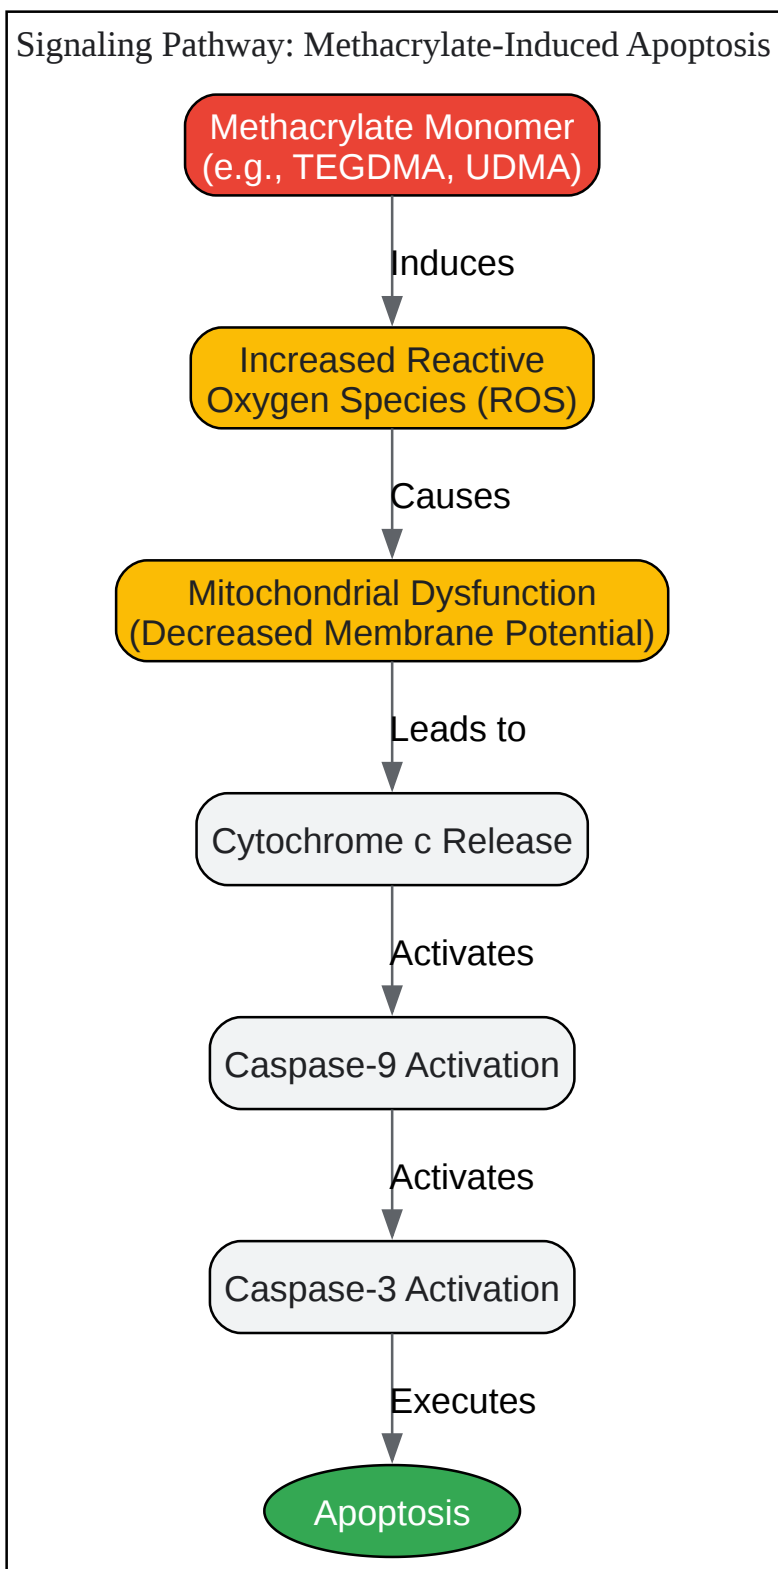 Signaling Pathway: Methacrylate-Induced Apoptosis
Methacrylate Monomer
(e.g., TEGDMA, UDMA)
Induces
Increased Reactive
Oxygen Species (ROS)
Causes
Mitochondrial Dysfunction
(Decreased Membrane Potential)
Leads to
Cytochrome c Release
Activates
Caspase-9 Activation
Activates
Caspase-3 Activation
Executes
Apoptosis